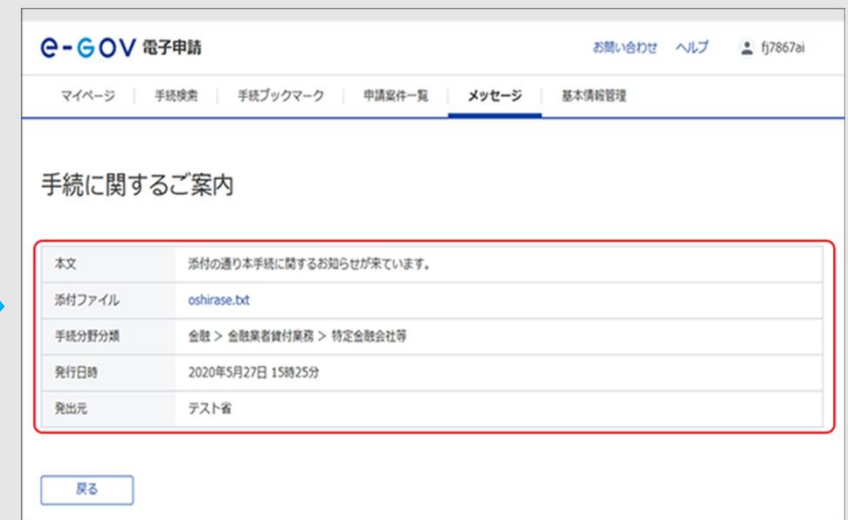 e-GOV 電子申請
お問い合わせ ヘルプ fj7867ai
マイページ 手続検索 手続ブックマーク 申請案件一覧 メッセージ 基本情報管理
手続に関するご案内
本文 添付の通り本手続に関するお知らせが来ています。
添付ファイル oshirase.txt
手続分野分類 金融 > 金融業者貸付業務 > 特定金融会社等
発行日時 2020年5月27日 15時25分
発出元 テスト省
戻る